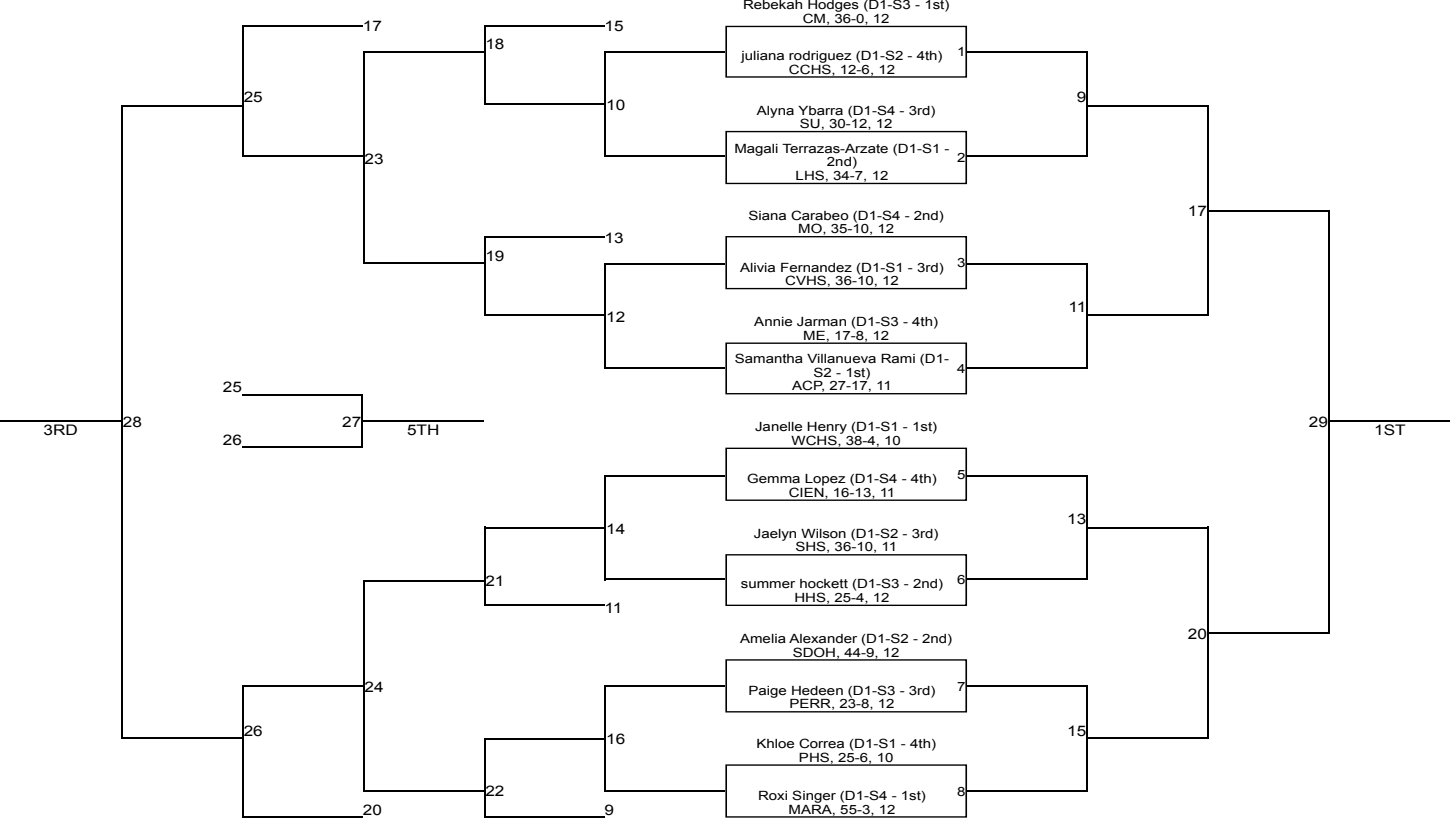 Rebekah Hodges (D1-S3 - 1st)
CM, 36-0, 12
17
15
18
juliana rodriguez (D1-S2 - 4th) 1
CCHS, 12-6, 12
25
9
10
Alyna Ybarra (D1-S4 - 3rd)
SU, 30-12, 12
23
Magali Terrazas-Arzate (D1-S1 -
2nd) 2
LHS, 34-7, 12
17
Siana Carabeo (D1-S4 - 2nd)
MO, 35-10, 12
13
19
Alivia Fernandez (D1-S1 - 3rd) 3
CVHS, 36-10, 12
11
12
Annie Jarman (D1-S3 - 4th)
ME, 17-8, 12
Samantha Villanueva Rami (D1-
S2 - 1st) 4
ACP, 27-17, 11
25
3RD
28
27
5TH
29
1ST
26
Janelle Henry (D1-S1 - 1st)
WCHS, 38-4, 10
Gemma Lopez (D1-S4 - 4th) 5
CIEN, 16-13, 11
13
14
Jaelyn Wilson (D1-S2 - 3rd)
SHS, 36-10, 11
21
summer hockett (D1-S3 - 2nd) 6
HHS, 25-4, 12
11
20
Amelia Alexander (D1-S2 - 2nd)
SDOH, 44-9, 12
24
Paige Hedeen (D1-S3 - 3rd) 7
PERR, 23-8, 12
26
15
16
Khloe Correa (D1-S1 - 4th)
PHS, 25-6, 10
22
Roxi Singer (D1-S4 - 1st) 8
MARA, 55-3, 12
20
9